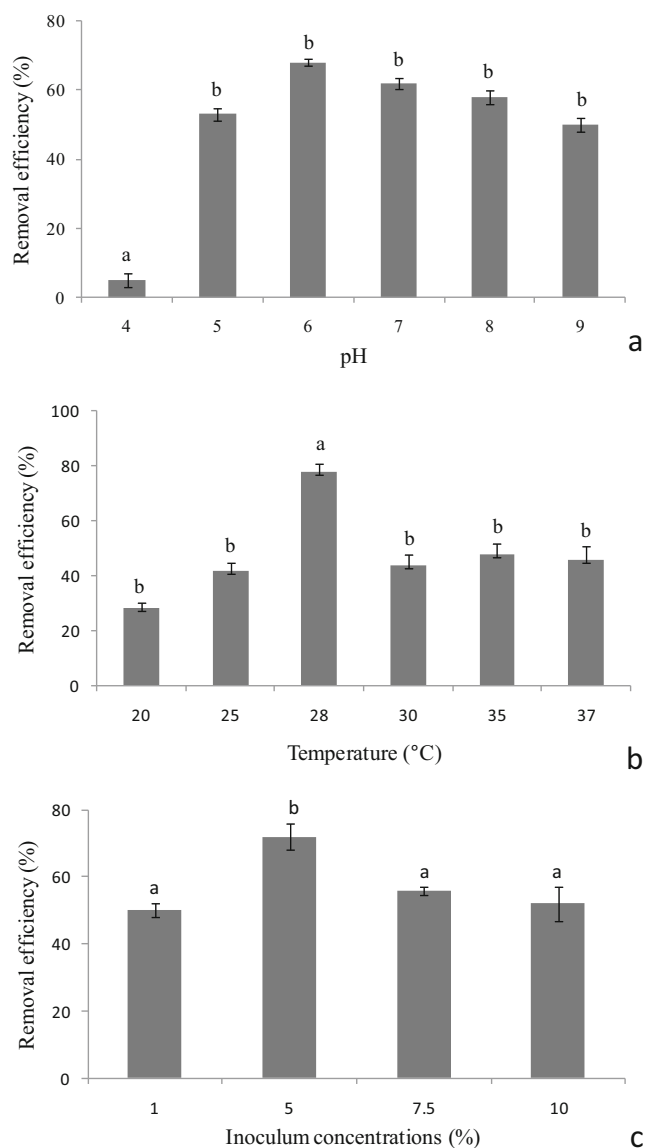 80
60
40
20
0
Removal efficiency (%)
a
b
b
b
b
b
4 5 6 7 8 9
pH
a
100
80
60
40
20
0
Removal efficiency (%)
b
b
a
b
b
b
20 25 28 30 35 37
Temperature (°C)
b
80
60
40
20
0
Removal efficiency (%)
a
b
a
a
1 5 7.5 10
Inoculum concentrations (%)
c